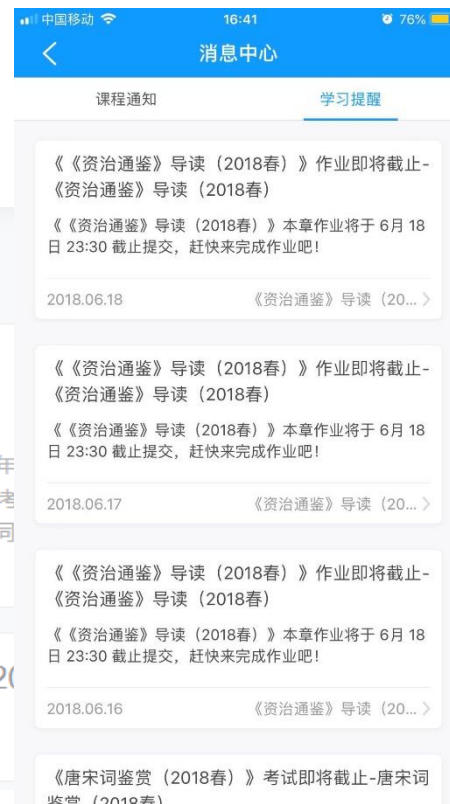 中国移动 16:41 76%
消息中心
课程通知 学习提醒
《《资治通鉴》导读（2018春）》作业即将截止-
《资治通鉴》导读（2018春）
《《资治通鉴》导读（2018春）》本章作业将于 6月 18
日 23:30 截止提交，赶快来完成作业吧！
2018.06.18 《资治通鉴》导读（20...
《《资治通鉴》导读（2018春）》作业即将截止-
《资治通鉴》导读（2018春）
《《资治通鉴》导读（2018春）》本章作业将于 6月 18
日 23:30 截止提交，赶快来完成作业吧！
年
考
同
2018.06.17 《资治通鉴》导读（20...
《《资治通鉴》导读（2018春）》作业即将截止-
《资治通鉴》导读（2018春）
《《资治通鉴》导读（2018春）》本章作业将于 6月 18
日 23:30 截止提交，赶快来完成作业吧！
2018.06.16 《资治通鉴》导读（20...
《唐宋词鉴赏（2018春）》考试即将截止-唐宋词
鉴赏（2018春）